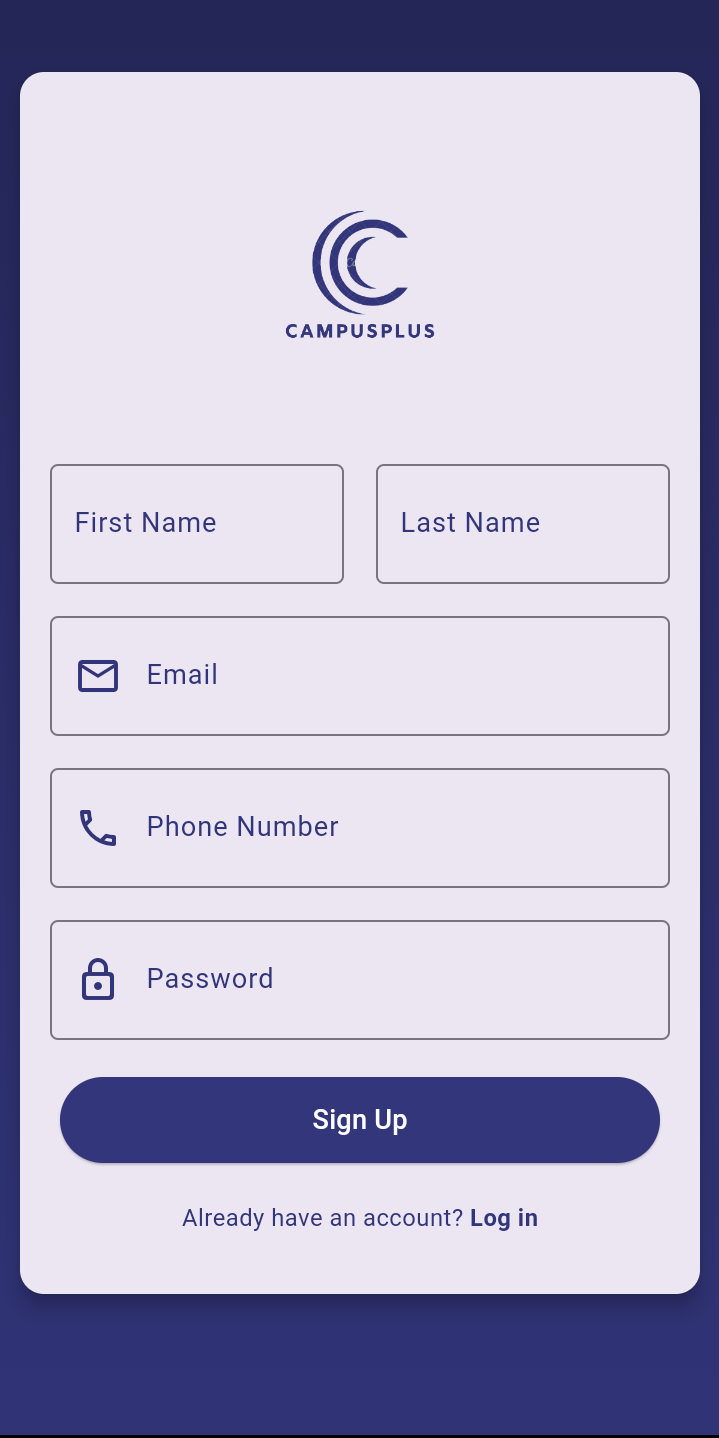 CAMPUSPLUS
First Name
Last Name
Email
Phone Number
Password
Sign Up
Already have an account? Log in